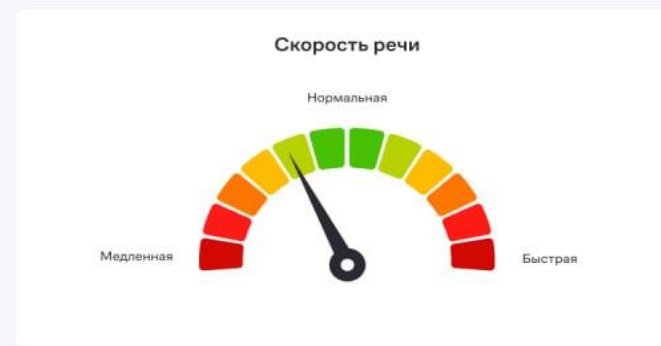 Скорость речи
Нормальная
Медленная
Быстрая